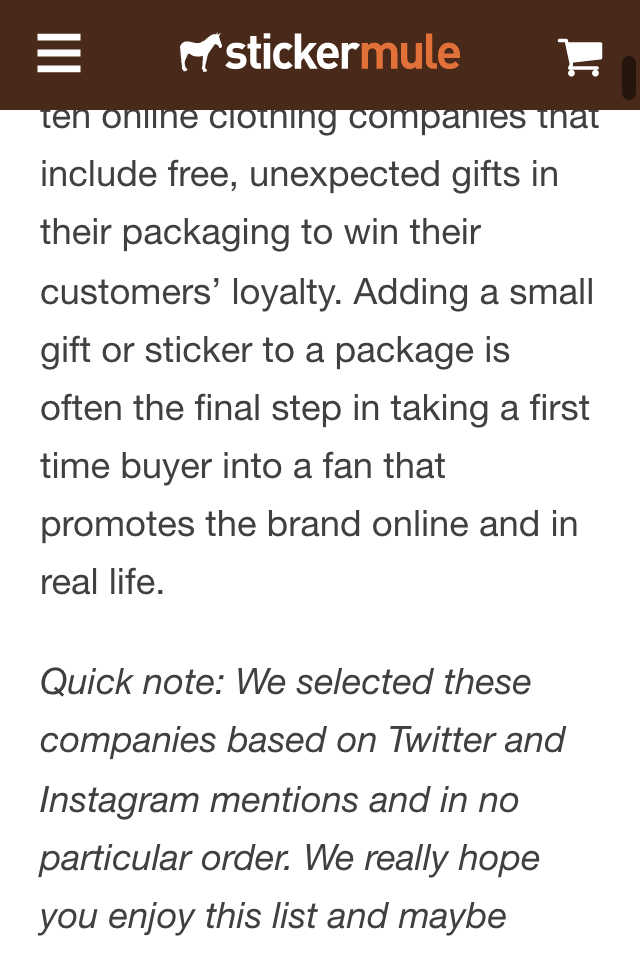 stickermule
ten online clothing companies that
include free, unexpected gifts in
their packaging to win their
customers’ loyalty. Adding a small
gift or sticker to a package is
often the final step in taking a first
time buyer into a fan that
promotes the brand online and in
real life.
Quick note: We selected these
companies based on Twitter and
Instagram mentions and in no
particular order. We really hope
you enjoy this list and maybe